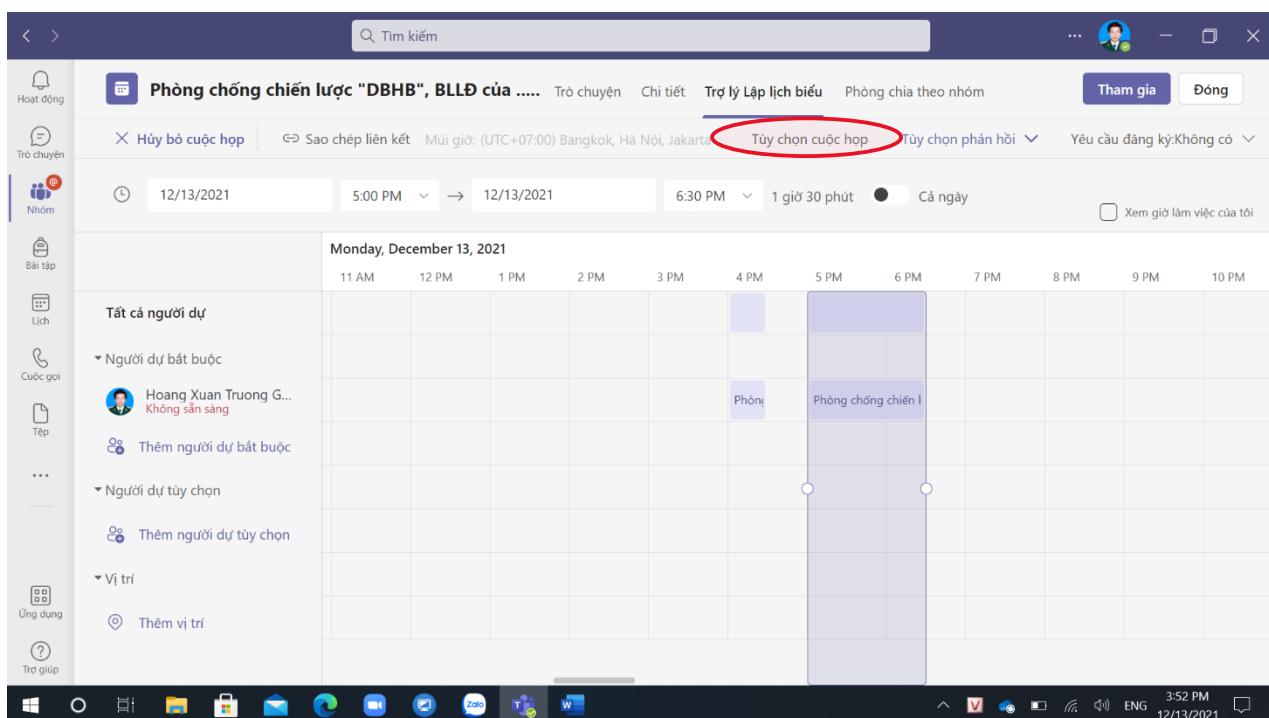 Tìm kiếm
Hoạt động
Phòng chống chiến lược "DBHB", BLLĐ của ..... Trò chuyện Chi tiết Trợ lý Lập lịch biểu Phòng chia theo nhóm Tham gia Đóng
Trò chuyện
Hủy bỏ cuộc họp Sao chép liên kết Múi giờ: (UTC+07:00) Bangkok, Hà Nội, Jakarta Tùy chọn cuộc họp Tùy chọn phản hồi Yêu cầu đăng ký:Không có
Nhóm
12/13/2021 5:00 PM → 12/13/2021 6:30 PM 1 giờ 30 phút Cả ngày
Xem giờ làm việc của tôi
Bài tập
Monday, December 13, 2021
11 AM 12 PM 1 PM 2 PM 3 PM 4 PM 5 PM 6 PM 7 PM 8 PM 9 PM 10 PM
Lịch
Tất cả người dự
Người dự bắt buộc
Cuộc gọi
Hoang Xuan Truong G...
Không sẵn sàng
Phòng Phòng chống chiến l
Tệp
Thêm người dự bắt buộc
Người dự tùy chọn
Thêm người dự tùy chọn
Vị trí
Ứng dụng
Thêm vị trí
Trợ giúp
Zalo
ENG 3:52 PM
12/13/2021